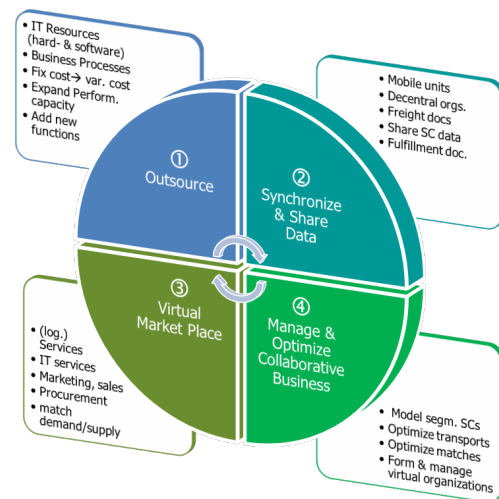 • IT Resources
(hard- & software)
• Business Processes
• Fix cost→ var. cost
• Expand Perform.
capacity
• Add new
functions
• Mobile units
• Decentral orgs.
• Freight docs
• Share SC data
• Fulfillment doc.
①
Outsource
②
Synchronize
& Share
Data
③
Virtual
Market Place
④
Manage &
Optimize
Collaborative
Business
• (log.)
Services
• IT services
• Marketing, sales
• Procurement
• match
demand/supply
• Model segm. SCs
• Optimize transports
• Optimize matches
• Form & manage
virtual organizations